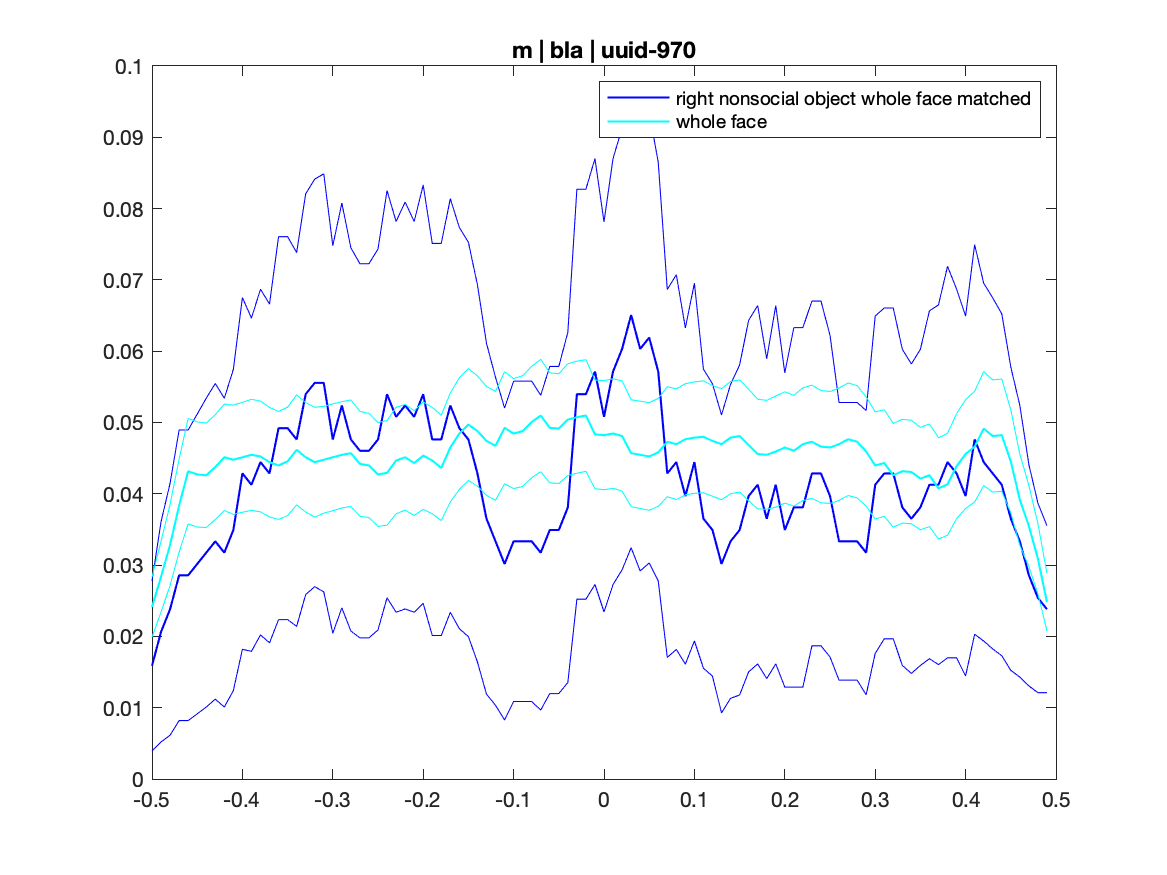 m | bla | uuid-970
right nonsocial object whole face matched
whole face
0.1
0.09
0.08
0.07
0.06
0.05
0.04
0.03
0.02
0.01
0
-0.5 -0.4 -0.3 -0.2 -0.1 0 0.1 0.2 0.3 0.4 0.5